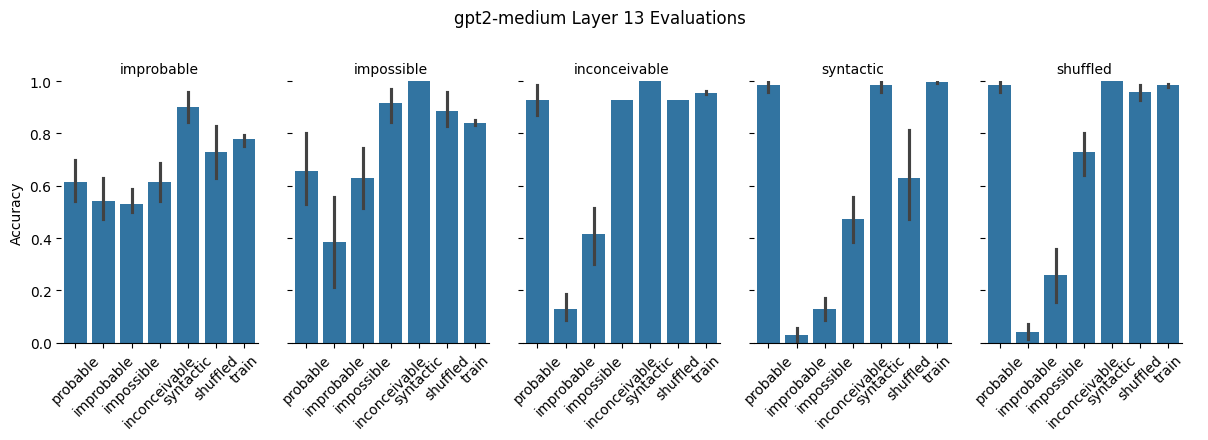 gpt2-medium Layer 13 Evaluations
improbable
impossible
inconceivable
syntactic
shuffled
Accuracy
1.0
0.8
0.6
0.4
0.2
0.0
probable
improbable
impossible
inconceivable
syntactic
shuffled
train
probable
improbable
impossible
inconceivable
syntactic
shuffled
train
probable
improbable
impossible
inconceivable
syntactic
shuffled
train
probable
improbable
impossible
inconceivable
syntactic
shuffled
train
probable
improbable
impossible
inconceivable
syntactic
shuffled
train